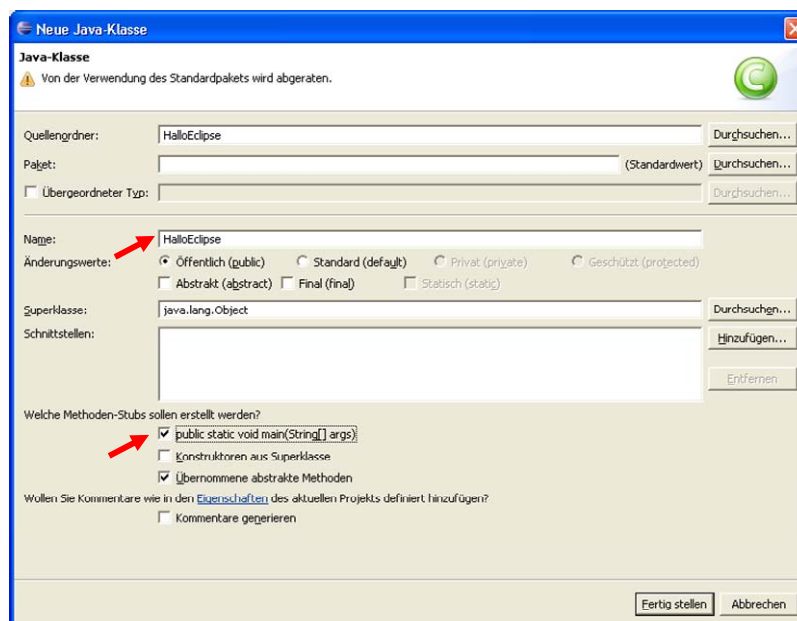 Neue Java-Klasse
Java-Klasse
Von der Verwendung des Standardpakets wird abgeraten.
Quellenordner: HalloEclipse Durchsuchen...
Paket: (Standardwert) Durchsuchen...
Übergeordneter Typ: Durchsuchen...
Name: HalloEclipse
Änderungswerte: Öffentlich (public) Standard (default) Privat (private) Geschützt (protected)
Abstrakt (abstract) Final (final) Statisch (static)
Superklasse: java.lang.Object Durchsuchen...
Schnittstellen: Hinzufügen...
Entfernen
Welche Methoden-Stubs sollen erstellt werden?
public static void main(String[] args)
Konstruktoren aus Superklasse
Übernommene abstrakte Methoden
Wollen Sie Kommentare wie in den Eigenschaften des aktuellen Projekts definiert hinzufügen?
Kommentare generieren
Fertig stellen Abbrechen